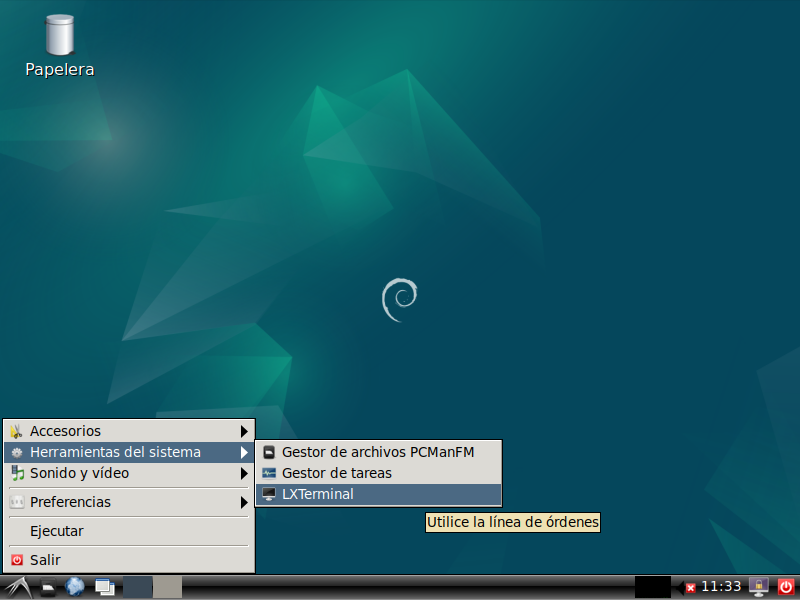 Papelera
Accesorios
Herramientas del sistema
Sonido y vídeo
Preferencias
Ejecutar
Salir
Gestor de archivos PCManFM
Gestor de tareas
LXTerminal
Utilice la línea de órdenes
11:33